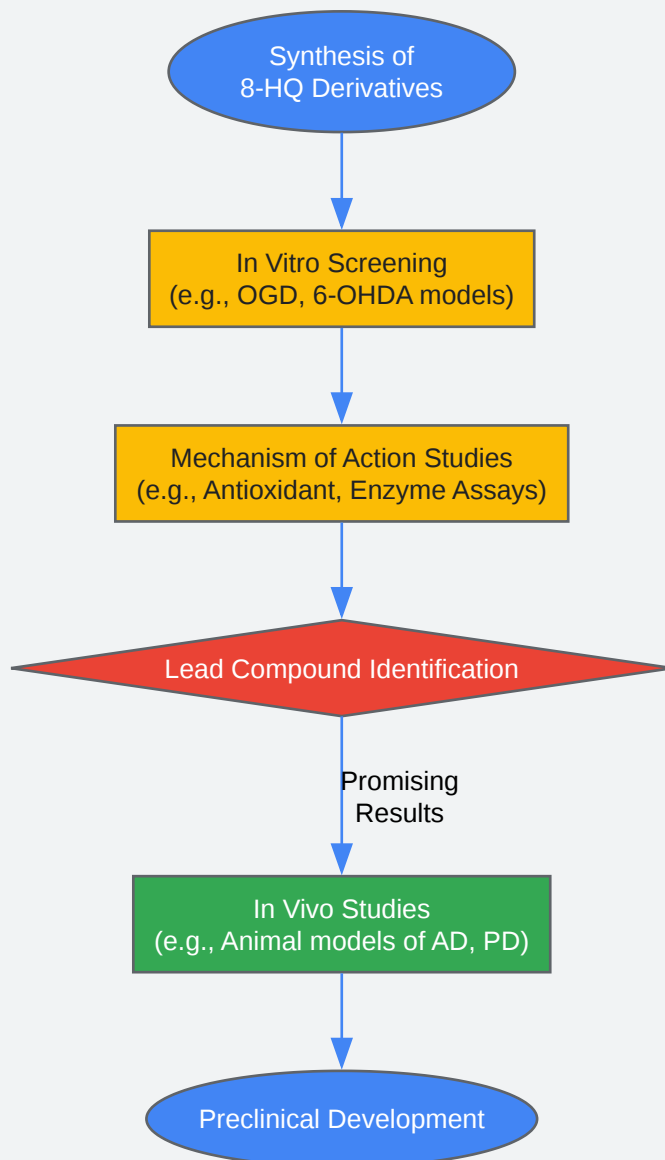 Synthesis of
8-HQ Derivatives
In Vitro Screening
(e.g., OGD, 6-OHDA models)
Mechanism of Action Studies
(e.g., Antioxidant, Enzyme Assays)
Lead Compound Identification
Promising
Results
In Vivo Studies
(e.g., Animal models of AD, PD)
Preclinical Development